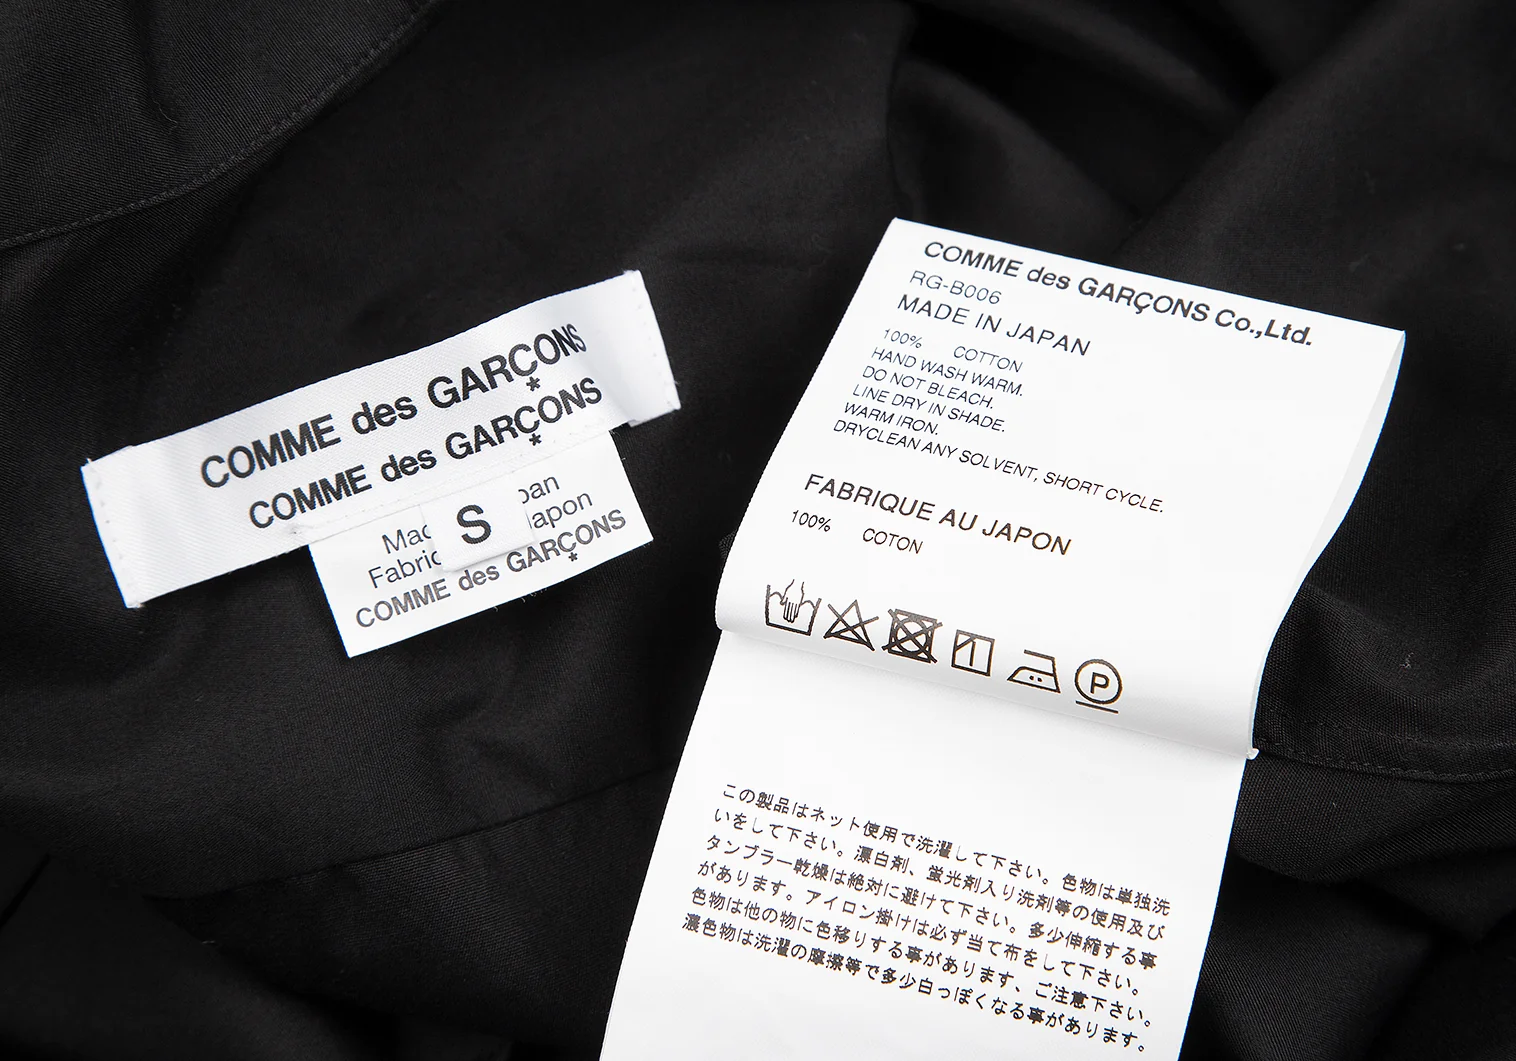 COMME des GARÇONS
COMME des GARÇONS
S
COMME des GARÇONS
COMME des GARÇONS Co.,Ltd.
RG-B006
MADE IN JAPAN
100% COTTON
HAND WASH WARM.
DO NOT BLEACH.
LINE DRY IN SHADE.
WARM IRON.
DRYCLEAN ANY SOLVENT, SHORT CYCLE.
FABRIQUE AU JAPON
100% COTON
P
この製品はネット使用で洗濯して下さい。色物は単独洗
いをして下さい。漂白剤、蛍光剤入り洗剤等の使用及び
タンブラー乾燥は絶対に避けて下さい。多少伸縮する事
があります。アイロン掛けは必ず当て布をして下さい。
色物は他の物に色移りする事があります、ご注意下さい。
濃色物は洗濯の摩擦等で多少白っぽくなる事があります。